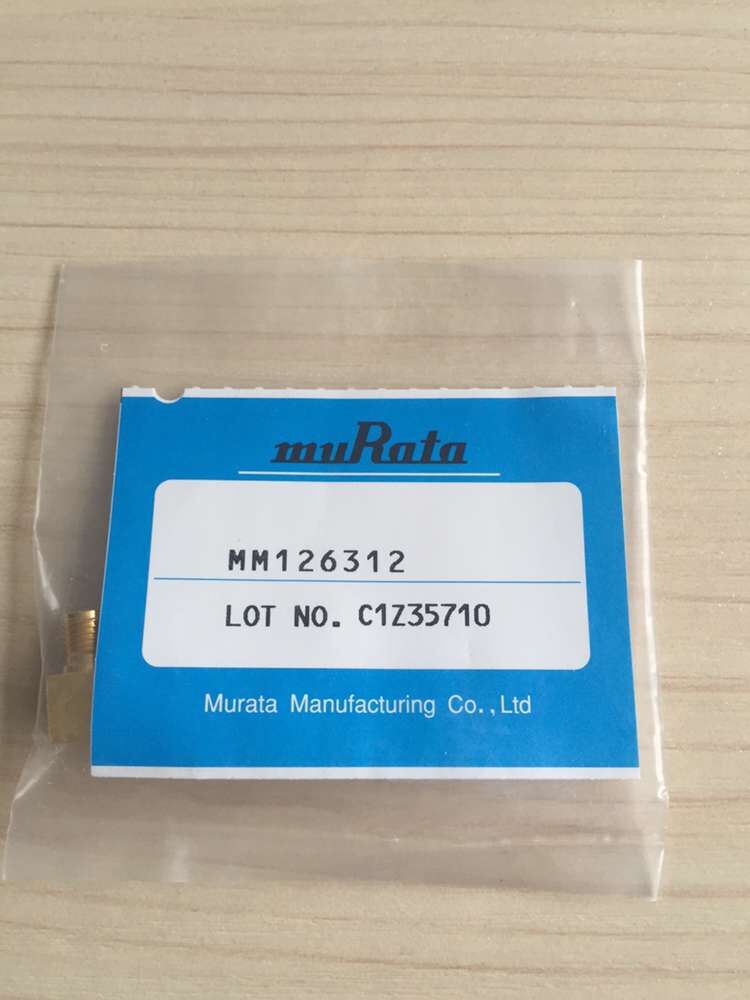 muRata
MM126312
LOT NO. C1Z35710
Murata Manufacturing Co.,Ltd